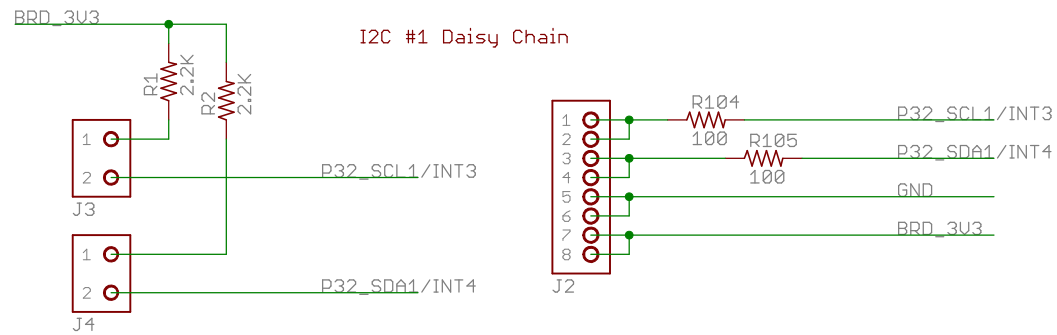 BRD_3V3
I2C #1 Daisy Chain
R1
2.2K
R2
2.2K
1
2
P32_SCL1/INT3
J3
1
2
P32_SDA1/INT4
J4
R104
1
P32_SCL1/INT3
100
2
R105
3
P32_SDA1/INT4
100
4
5
GND
6
7
BRD_3V3
8
J2